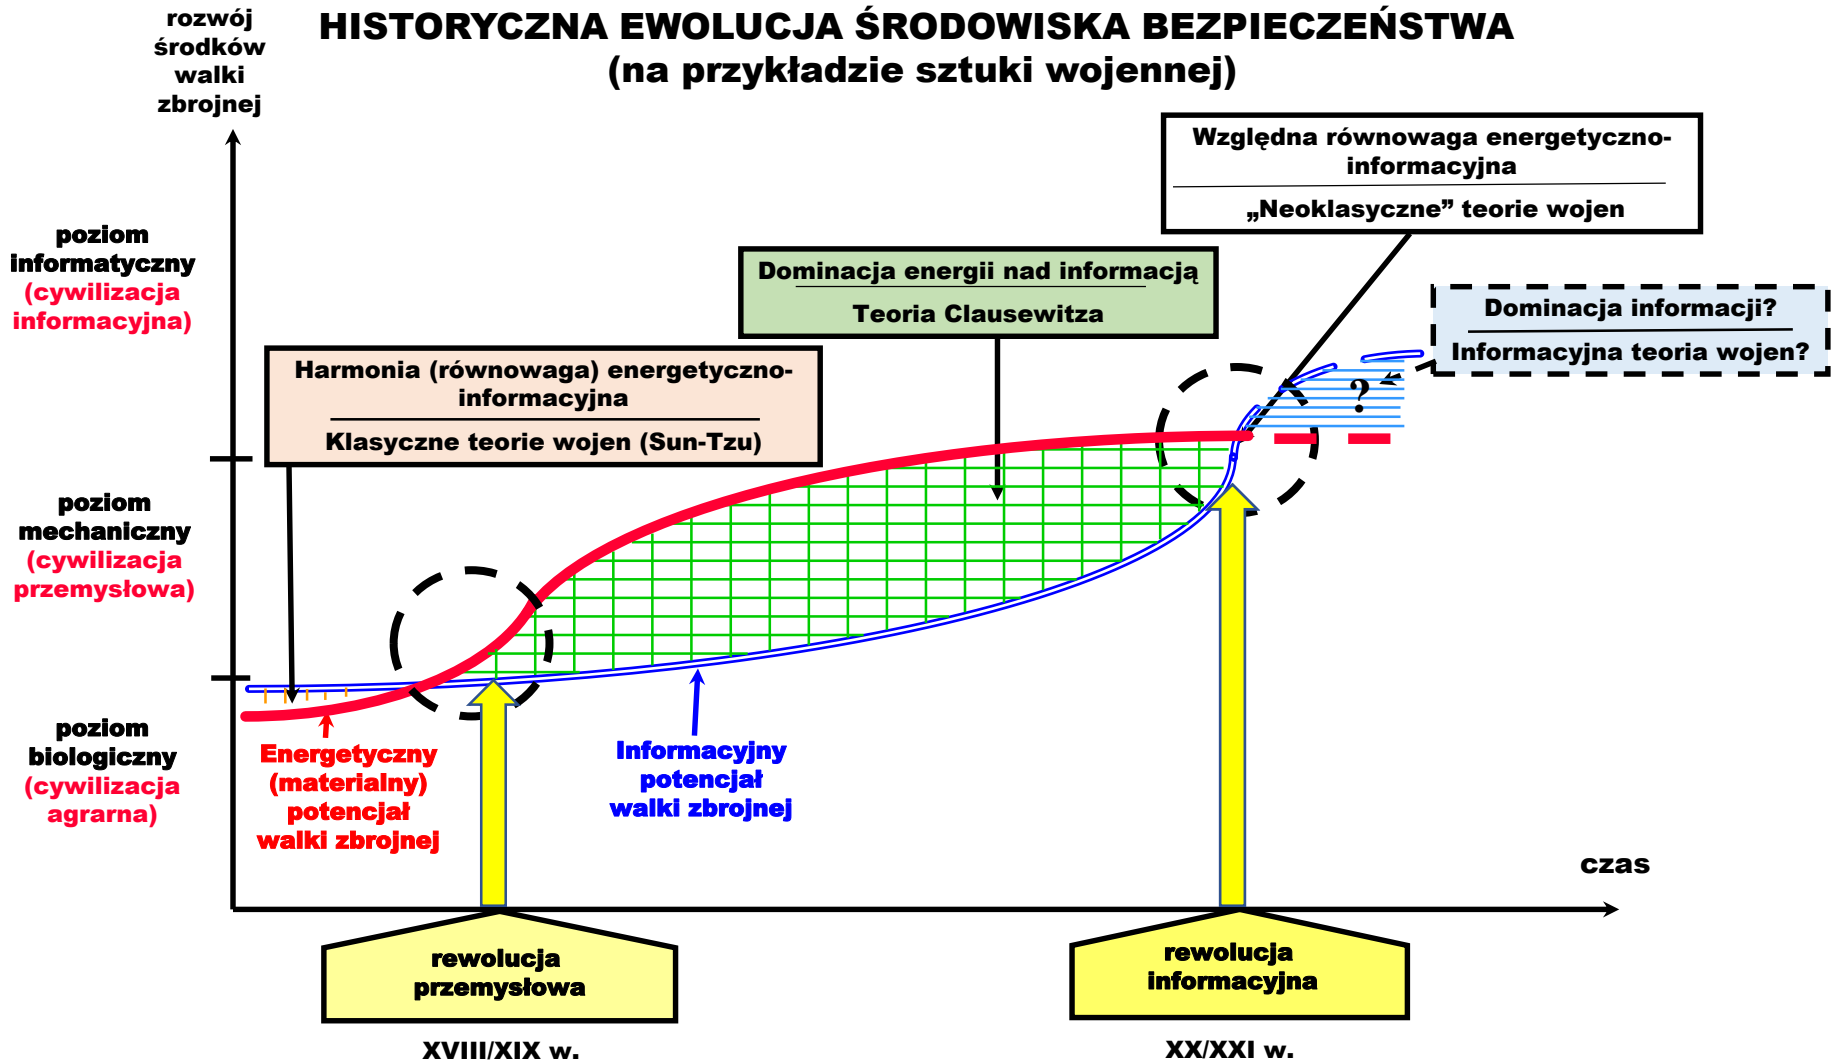 HISTORYCZNA EWOLUCJA ŚRODOWISKA BEZPIECZEŃSTWA
(na przykładzie sztuki wojennej)
rozwój
środków
walki
zbrojnej
Względna równowaga energetyczno-
informacyjna
„Neoklasyczne” teorie wojen
poziom
informatyczny
(cywilizacja
informacyjna)
Dominacja energii nad informacją
Teoria Clausewitza
Dominacja informacji?
Informacyjna teoria wojen?
Harmonia (równowaga) energetyczno-
informacyjna
Klasyczne teorie wojen (Sun-Tzu)
?
poziom
mechaniczny
(cywilizacja
przemysłowa)
poziom
biologiczny
(cywilizacja
agrarna)
Energetyczny
(materialny)
potencjał
walki zbrojnej
Informacyjny
potencjał
walki zbrojnej
czas
rewolucja
przemysłowa
rewolucja
informacyjna
XVIII/XIX w.
XX/XXI w.